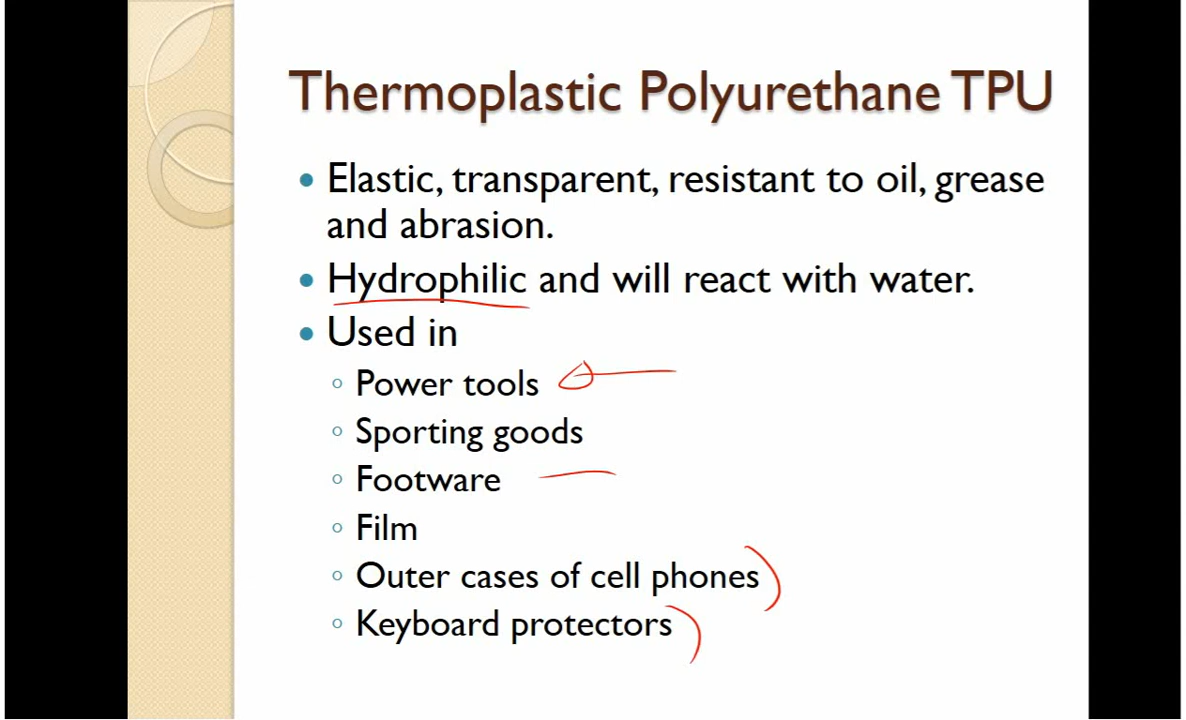 Thermoplastic Polyurethane TPU
• Elastic, transparent, resistant to oil, grease
and abrasion.
• Hydrophilic and will react with water.
• Used in
◦ Power tools
◦ Sporting goods
◦ Footware
◦ Film
◦ Outer cases of cell phones
◦ Keyboard protectors